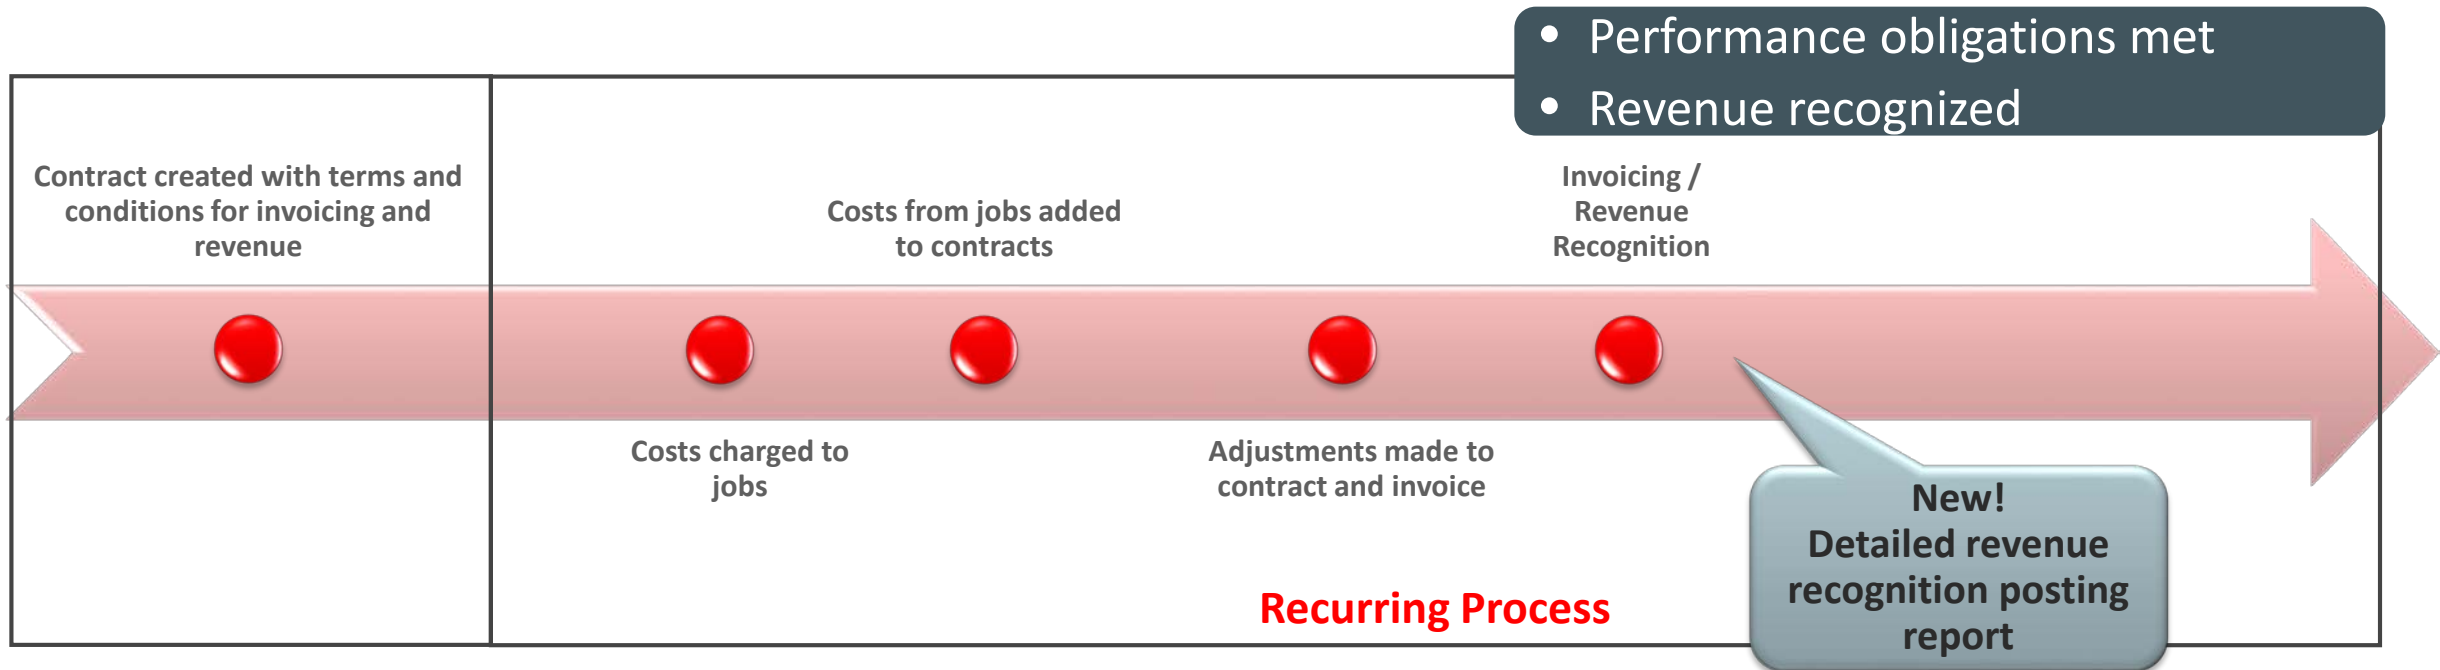 • Performance obligations met
• Revenue recognized
Contract created with terms and
conditions for invoicing and
revenue
Costs from jobs added
to contracts
Invoicing /
Revenue
Recognition
Costs charged to
jobs
Adjustments made to
contract and invoice
New!
Detailed revenue
recognition posting
report
Recurring Process